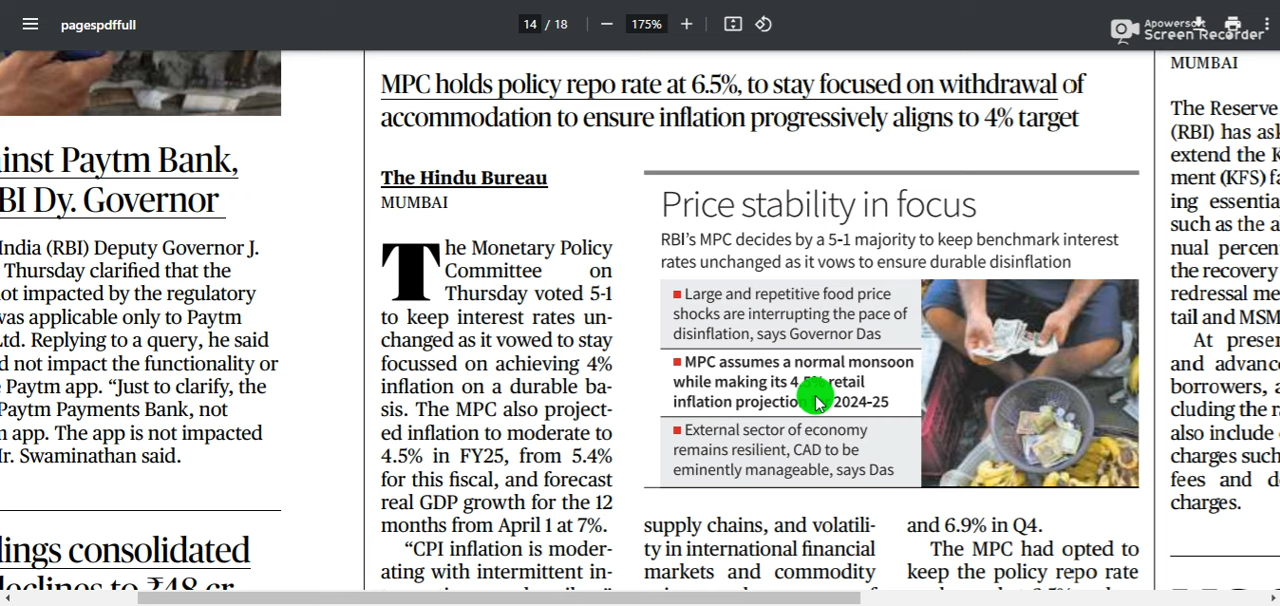 pagespdffull
14 / 18
175%
Apowersoft
Screen Recorder
inst Paytm Bank,
BI Dy. Governor
India (RBI) Deputy Governor J.
Thursday clarified that the
ot impacted by the regulatory
was applicable only to Paytm
Ltd. Replying to a query, he said
d not impact the functionality or
Paytm app. “Just to clarify, the
Paytm Payments Bank, not
app. The app is not impacted
Mr. Swaminathan said.
lings consolidated
declines to ₹48 cr
MPC holds policy repo rate at 6.5%, to stay focused on withdrawal of
accommodation to ensure inflation progressively aligns to 4% target
The Hindu Bureau
MUMBAI
The Monetary Policy
Committee on
Thursday voted 5-1
to keep interest rates un-
changed as it vowed to stay
focussed on achieving 4%
inflation on a durable ba-
sis. The MPC also project-
ed inflation to moderate to
4.5% in FY25, from 5.4%
for this fiscal, and forecast
real GDP growth for the 12
months from April 1 at 7%.
“CPI inflation is moder-
ating with intermittent in-
Price stability in focus
RBI’s MPC decides by a 5-1 majority to keep benchmark interest
rates unchanged as it vows to ensure durable disinflation
Large and repetitive food price
shocks are interrupting the pace of
disinflation, says Governor Das
MPC assumes a normal monsoon
while making its 4.5% retail
inflation projection for 2024-25
External sector of economy
remains resilient, CAD to be
eminently manageable, says Das
supply chains, and volatili-
ty in international financial
markets and commodity
and 6.9% in Q4.
The MPC had opted to
keep the policy repo rate
MUMBAI
The Reserve
(RBI) has ask
extend the K
ment (KFS) fa
ing essentia
such as the a
nual percen
the recovery
redressal me
tail and MSM
At presen
and advanc
borrowers, a
cluding the r
also include
charges such
fees and d
charges.